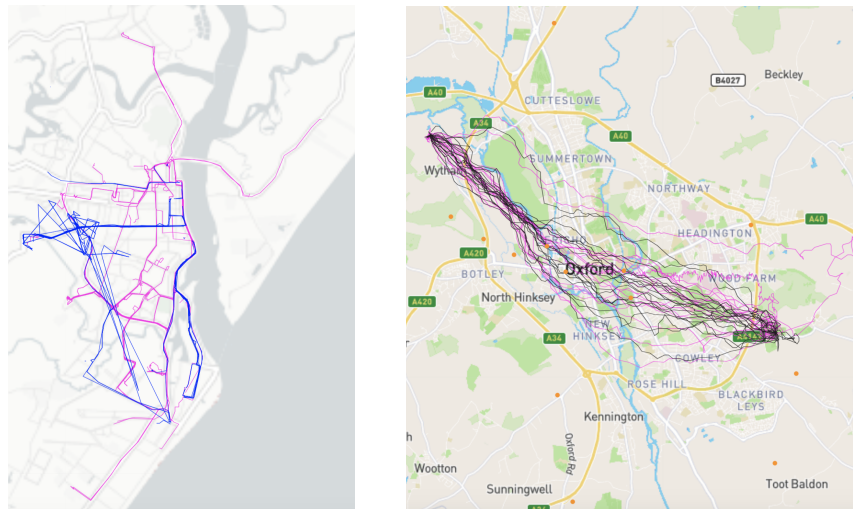 B4027
Beckley
A40
CUTTESLOWE
A34
A40
SUMMERTOWN
Wytham
NORTHWAY
A40
HEADINGTON
A420
Oxford
BOTLEY
WOOD FARM
North Hinksey
A420
NEW
HINKSEY
A34
COWLEY
ROSE HILL
BLACKBIRD
LEYS
Kennington
Oxford Rd
Wootton
Sunningwell
Toot Baldon
A34